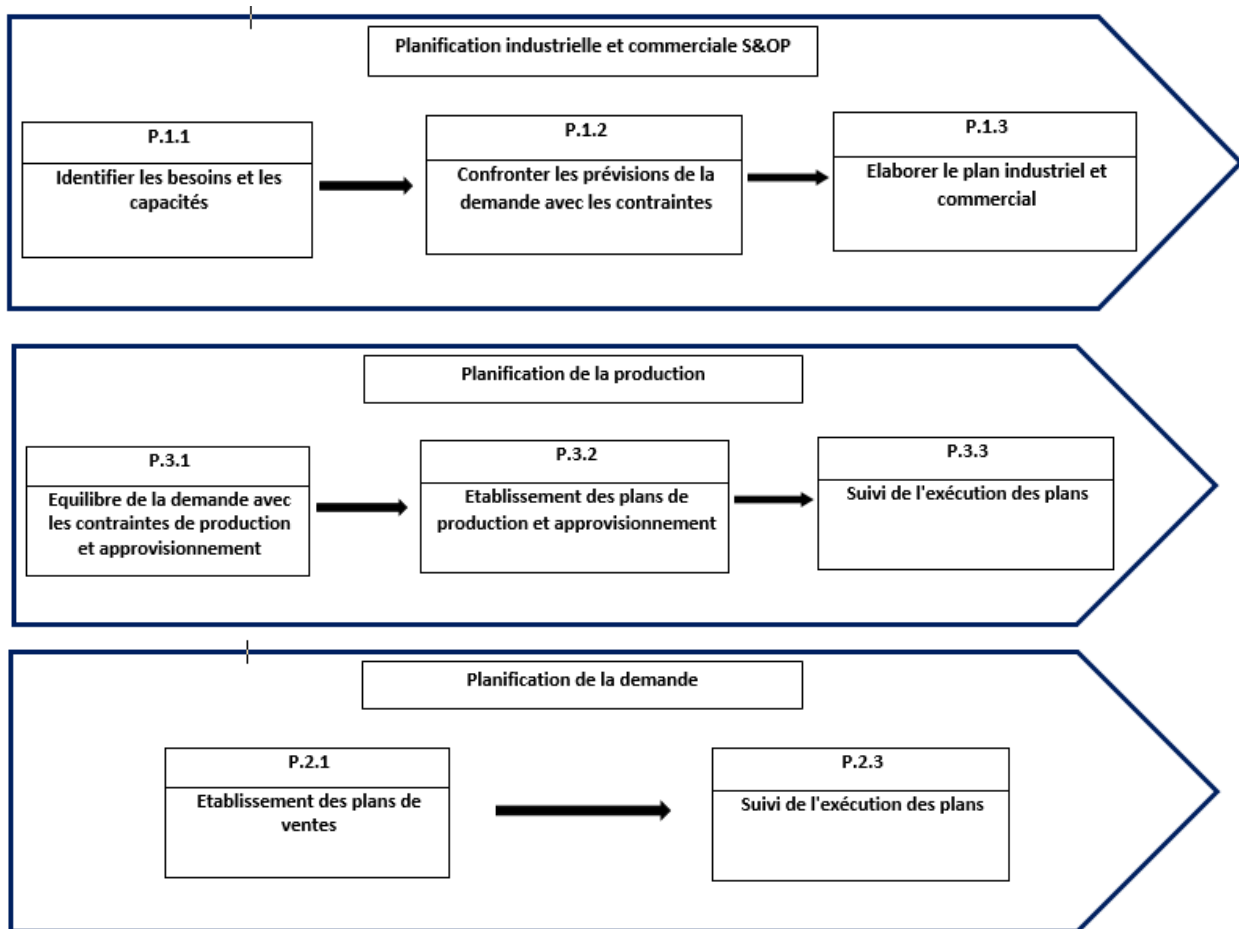 Planification industrielle et commerciale S&OP
P.1.1
Identifier les besoins et les
capacités
P.1.2
Confronter les prévisions de la
demande avec les contraintes
P.1.3
Elaborer le plan industriel et
commercial
Planification de la production
P.3.1
Equilibre de la demande avec
les contraintes de production
et approvisionnement
P.3.2
Etablissement des plans de
production et approvisionnement
P.3.3
Suivi de l'exécution des plans
Planification de la demande
P.2.1
Etablissement des plans de
ventes
P.2.3
Suivi de l'exécution des plans